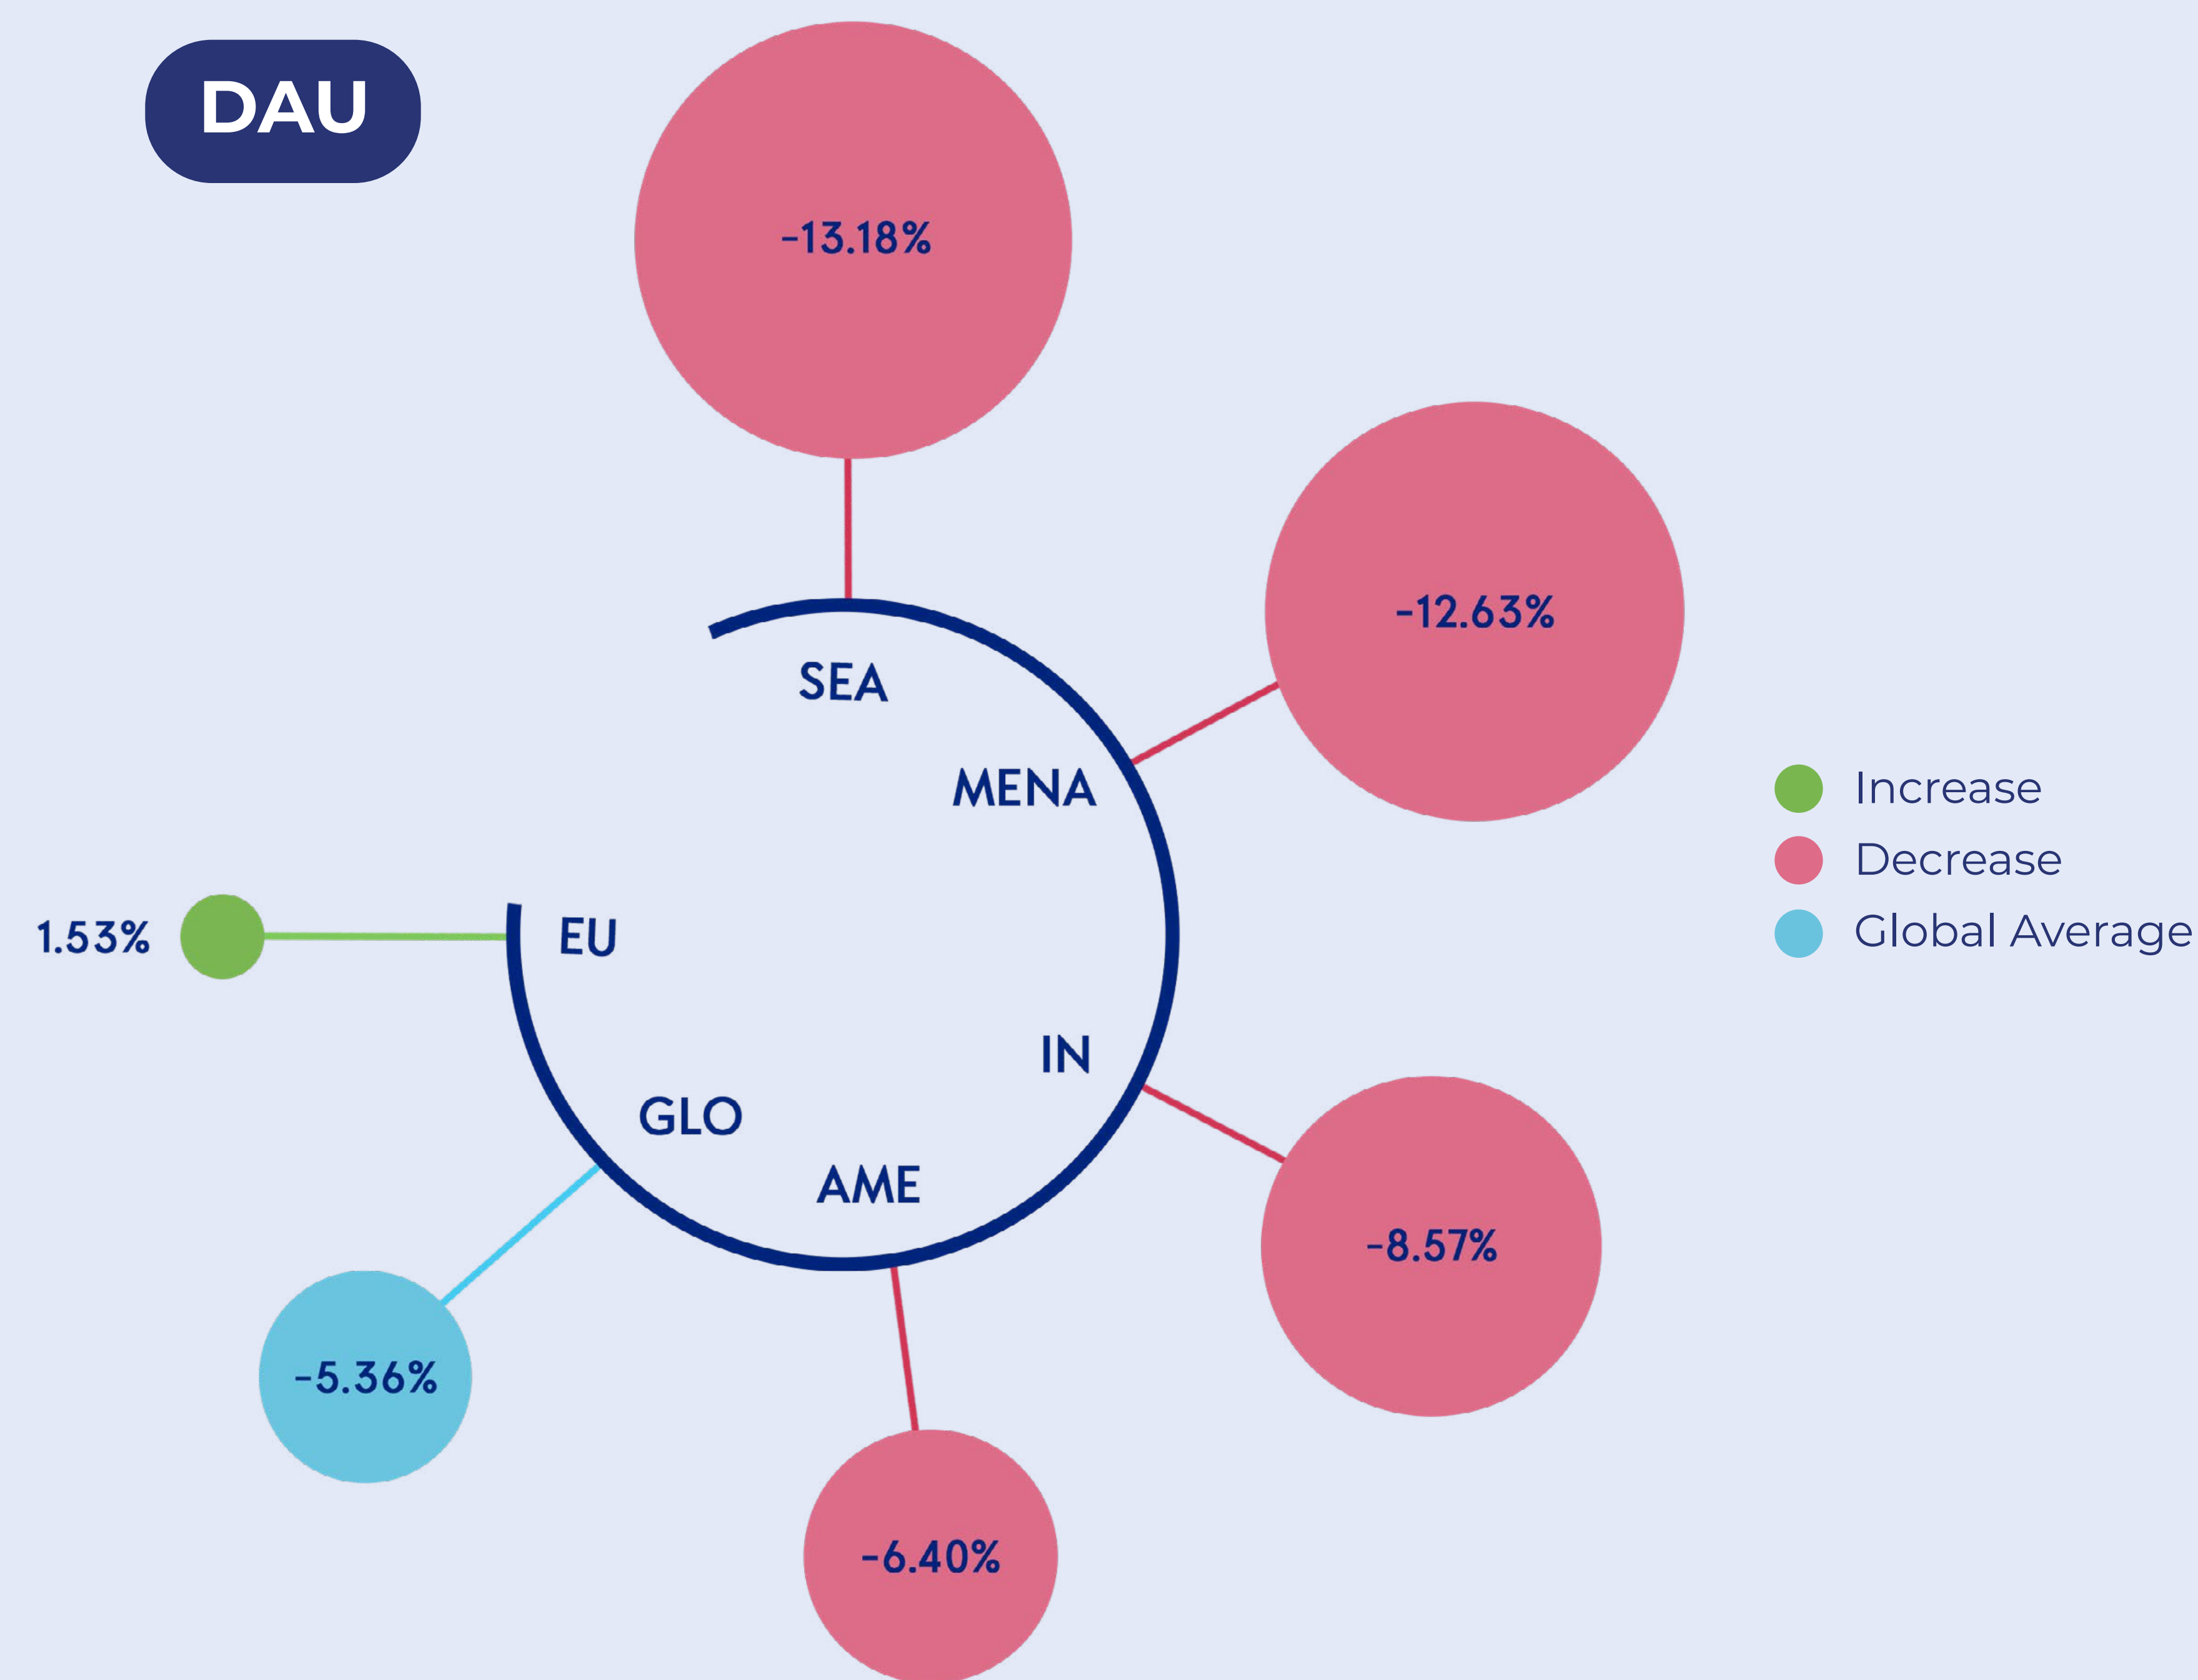 DAU
-13.18%
-12.63%
SEA
MENA
Increase
Decrease
Global Average
1.53%
EU
IN
GLO
AME
-8.57%
-5.36%
-6.40%